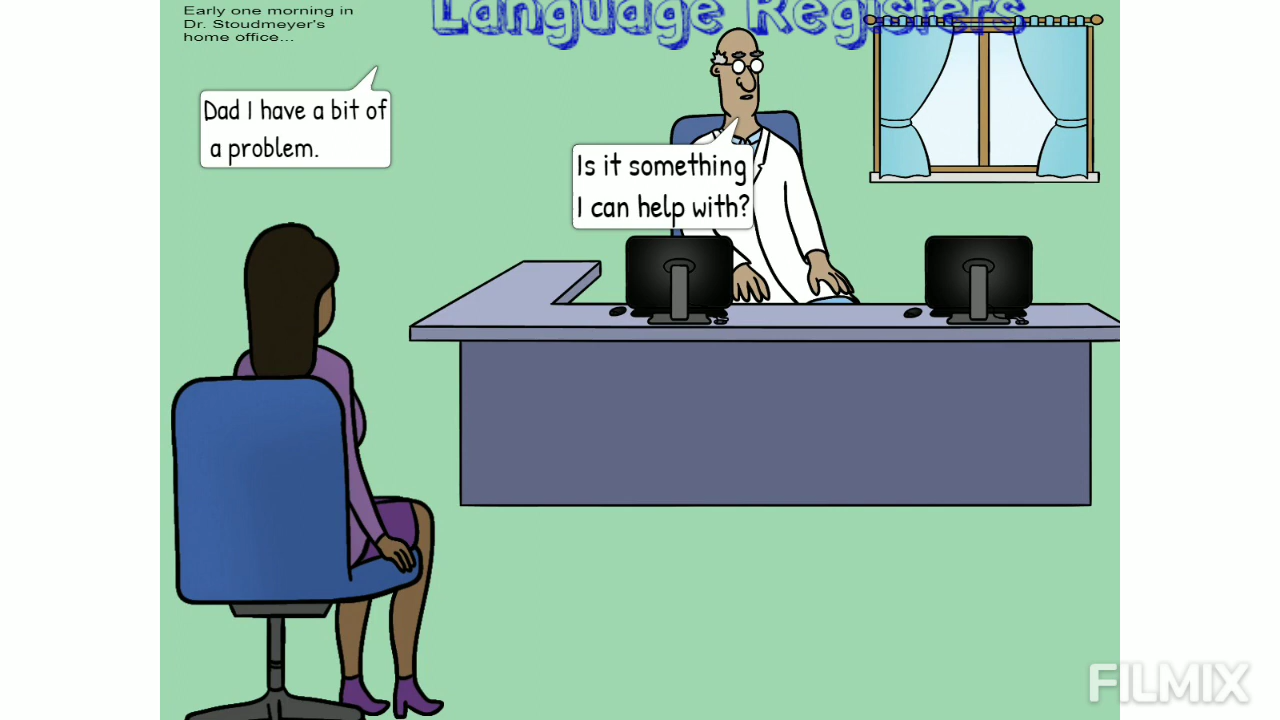 Language Registers
Early one morning in
Dr. Stoudmeyer's
home office...
Dad I have a bit of
a problem.
Is it something
I can help with?
FILMIX